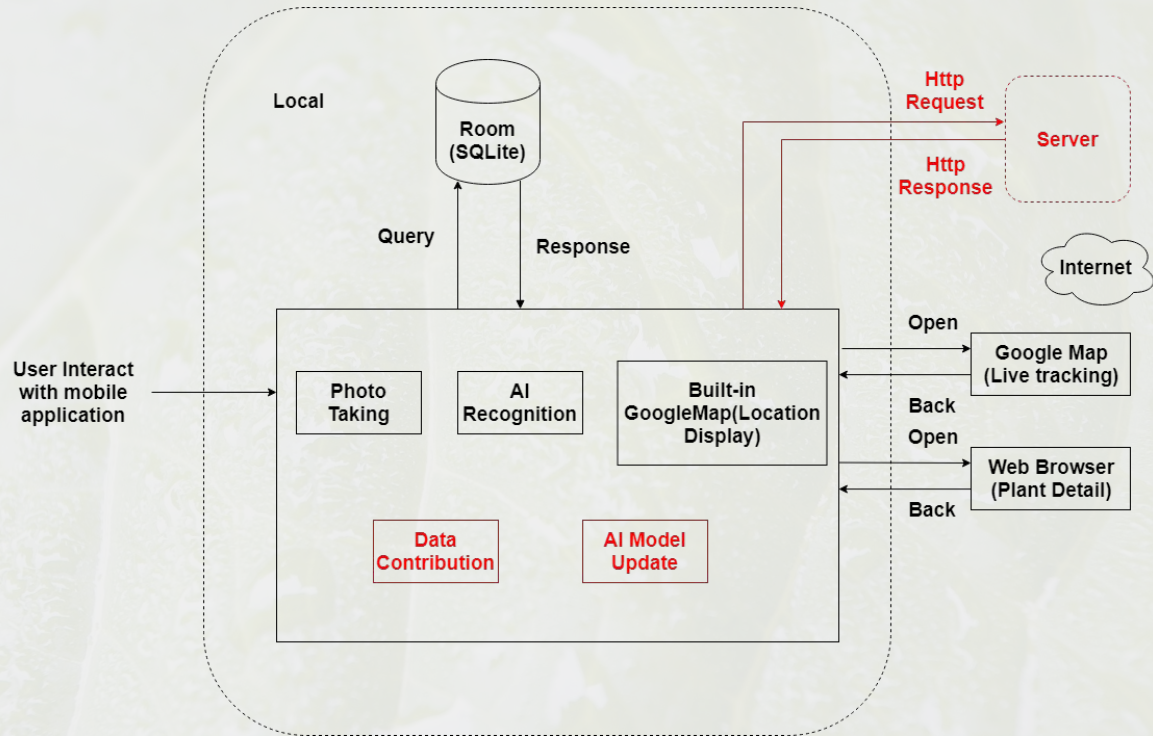 Local
Room
(SQLite)
Http
Request
Server
Http
Response
Query
Response
Internet
Open
Google Map
(Live tracking)
Back
User Interact
with mobile
application
Photo
Taking
AI
Recognition
Built-in
GoogleMap(Location
Display)
Open
Web Browser
(Plant Detail)
Back
Data
Contribution
AI Model
Update